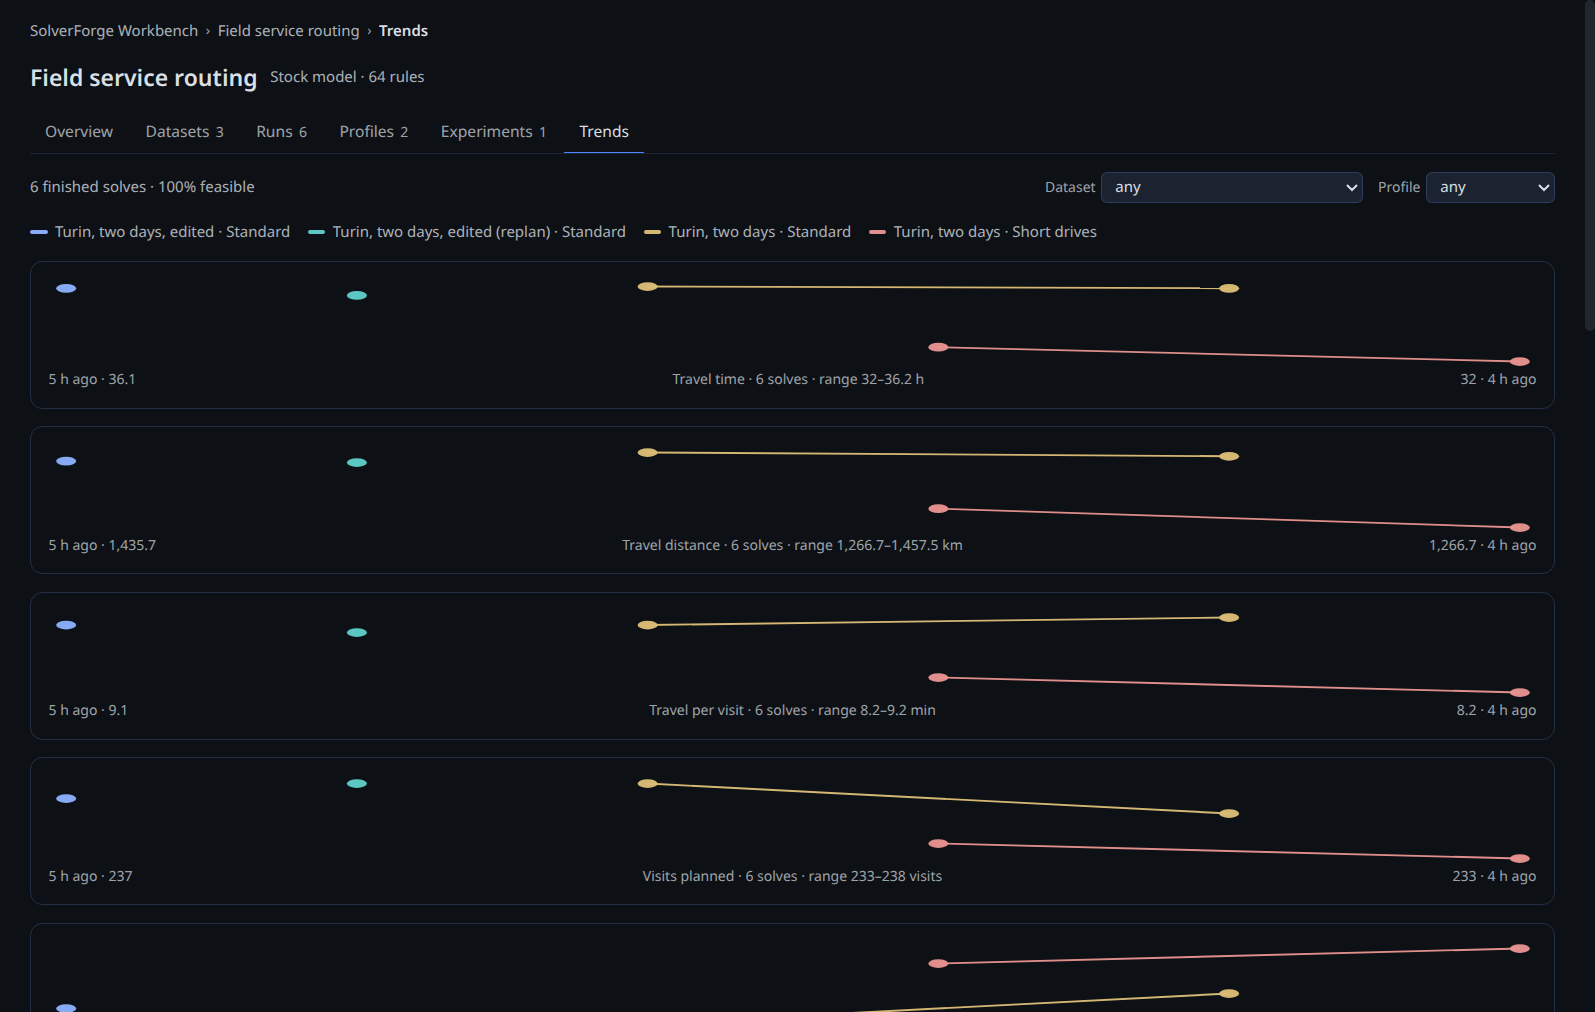 SolverForge Workbench › Field service routing › Trends
Field service routing Stock model · 64 rules
Overview Datasets 3 Runs 6 Profiles 2 Experiments 1 Trends
6 finished solves · 100% feasible Dataset any Profile any
Turin, two days, edited · Standard Turin, two days, edited (replan) · Standard Turin, two days · Standard Turin, two days · Short drives
5 h ago · 36.1 Travel time · 6 solves · range 32–36.2 h 32 · 4 h ago
5 h ago · 1,435.7 Travel distance · 6 solves · range 1,266.7–1,457.5 km 1,266.7 · 4 h ago
5 h ago · 9.1 Travel per visit · 6 solves · range 8.2–9.2 min 8.2 · 4 h ago
5 h ago · 237 Visits planned · 6 solves · range 233–238 visits 233 · 4 h ago